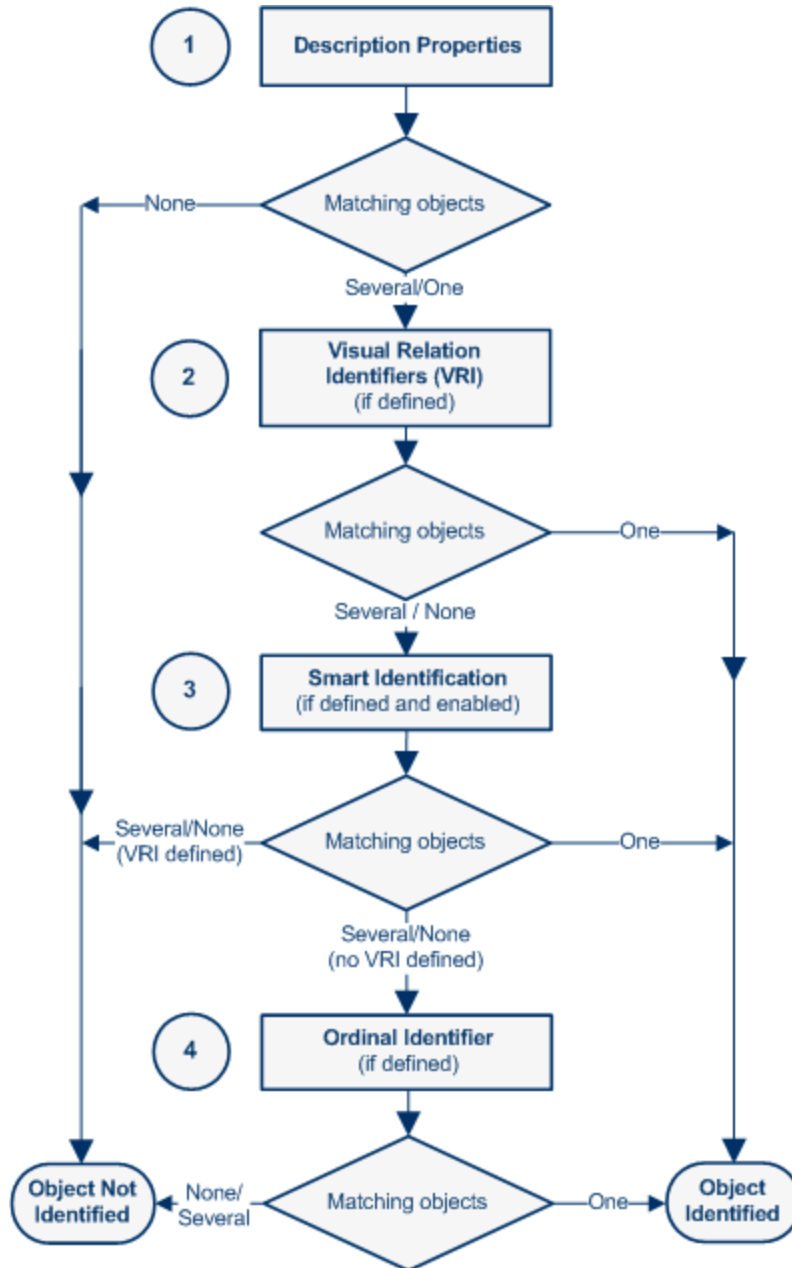 1
Description Properties
Matching objects
None
Several/One
2
Visual Relation
Identifiers (VRI)
(if defined)
Matching objects
One
Several / None
3
Smart Identification
(if defined and enabled)
Several/None
(VRI defined)
Matching objects
One
Several/None
(no VRI defined)
4
Ordinal Identifier
(if defined)
Object Not
Identified
None/
Several
Matching objects
One
Object
Identified